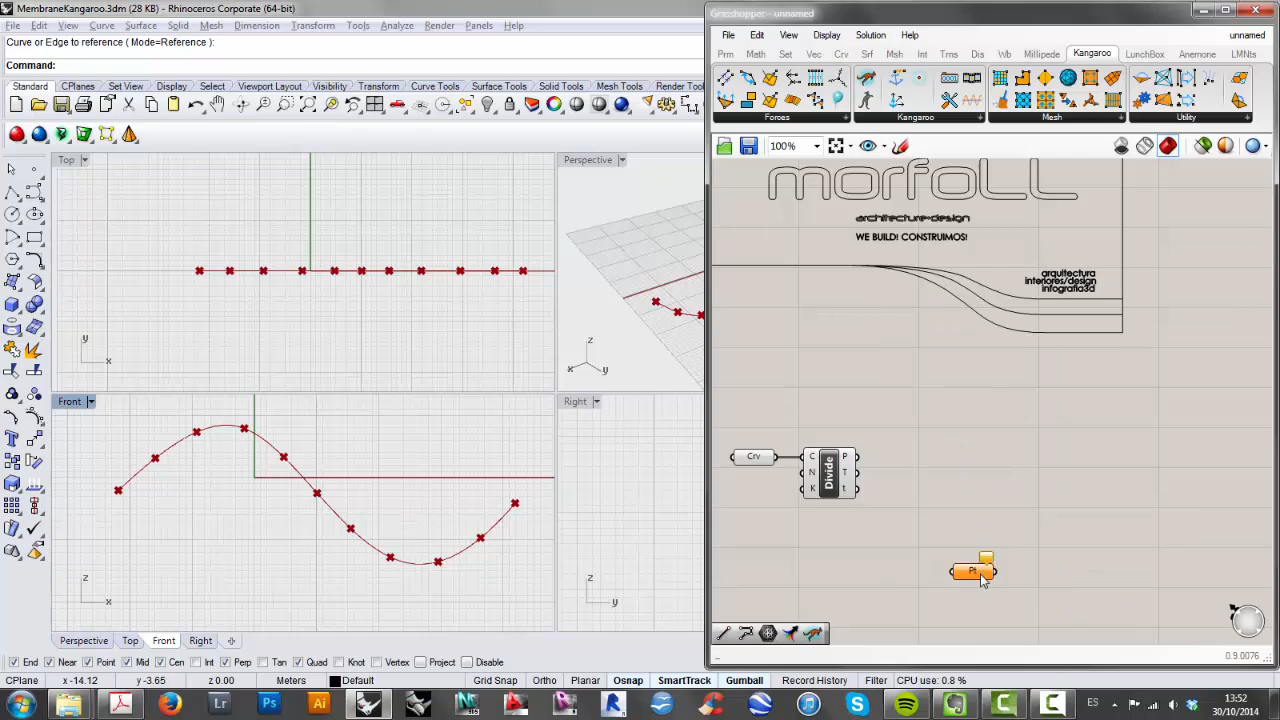 MembraneKangaroo.3dm (28 KB) - Rhinoceros Corporate (64-bit)
File Edit View Curve Surface Solid Mesh Dimension Transform Tools Analyze Render Panels Help
Curve or Edge to reference ( Mode=Reference ):
Command:
Standard CPlanes Set View Display Select Viewport Layout Visibility Transform Curve Tools Surface Tools Solid Tools Mesh Tools Render Tool
Top
Perspective
y
x
z
x
y
Front
Right
z
x
z
y
Perspective Top Front Right
End Near Point Mid Cen Int Perp Tan Quad Knot Vertex Project Disable
CPlane x -14.12 y -3.65 z 0.00 Meters Default Grid Snap Ortho Planar Osnap SmartTrack Gumball Record History Filter CPU use: 0.8 %
Grasshopper - unnamed
File Edit View Display Solution Help unnamed
Prm Math Set Vec Crv Srf Msh Int Trns Dis Wb Millipede Kangaroo LunchBox Anemone LMNts
Forces Kangaroo Mesh Utility
100%
morfoLL
architecture+design
WE BUILD! CONSTRUIMOS!
arquitectura
interiores/design
infografia3d
Crv
C N K Divide P T t
Pt
0.9.0076
ES
13:52
30/10/2014